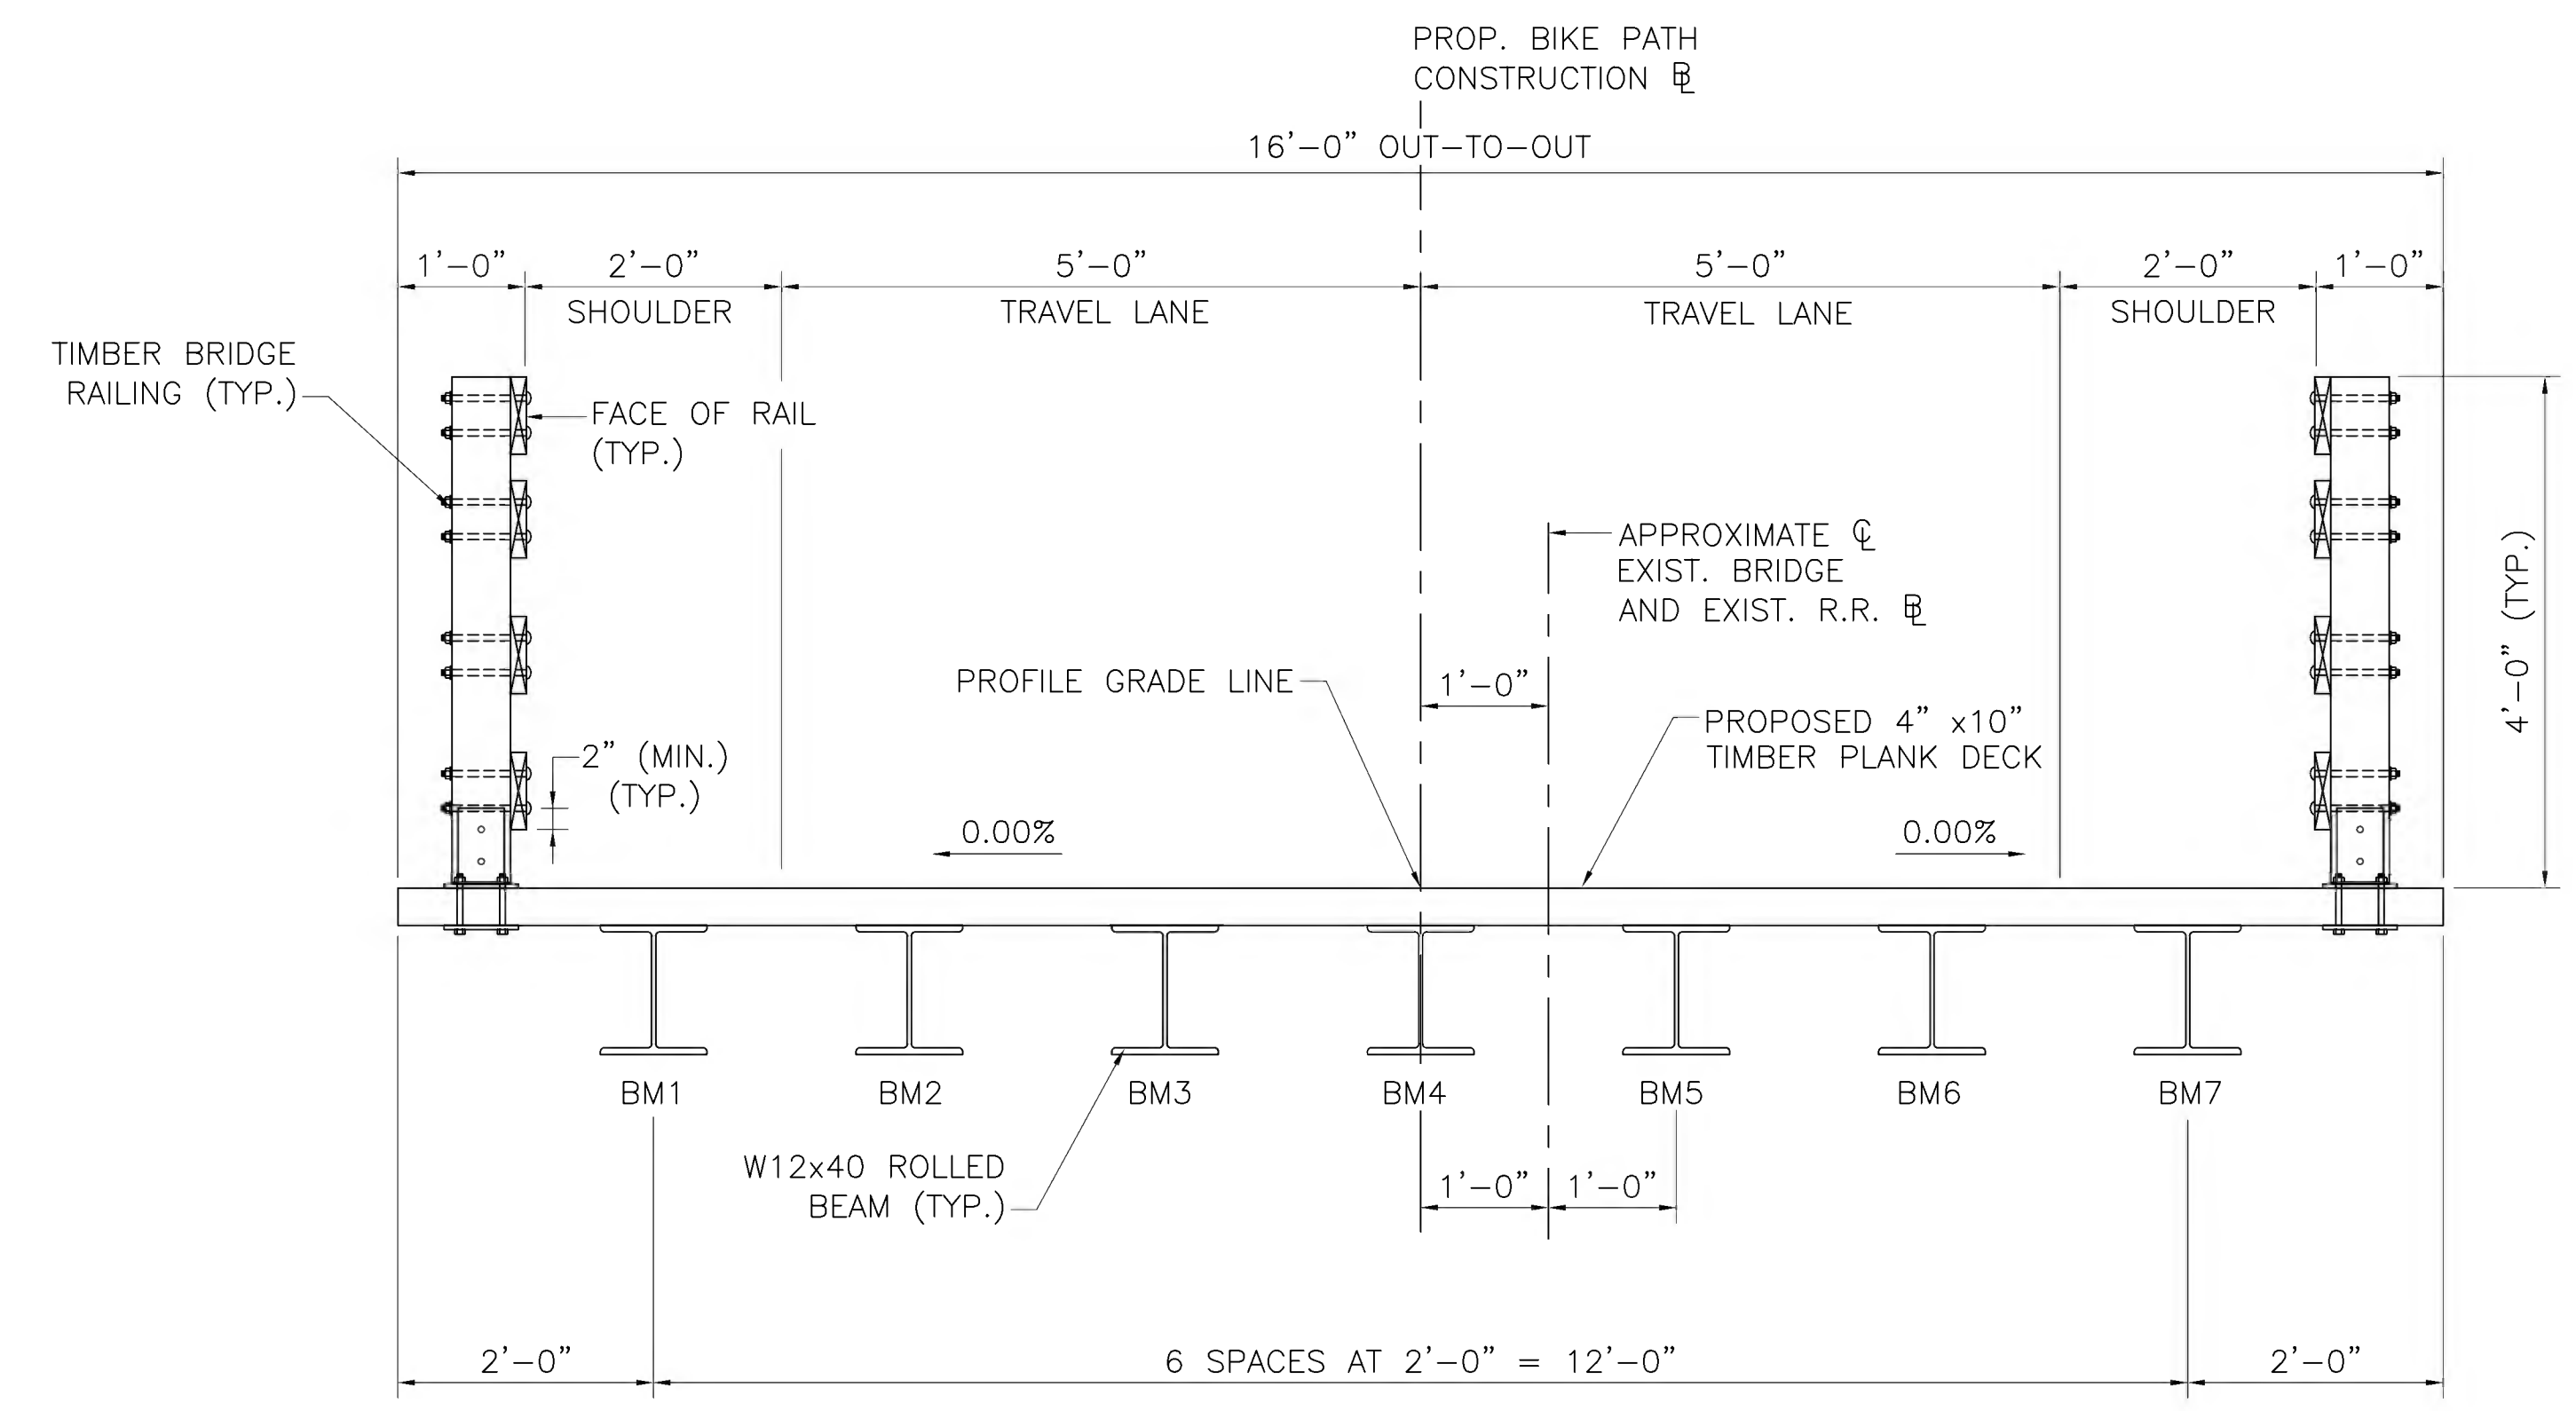 PROP. BIKE PATH
CONSTRUCTION ⅊
16'-0" OUT-TO-OUT
1'-0"
2'-0"
SHOULDER
5'-0"
TRAVEL LANE
5'-0"
TRAVEL LANE
2'-0"
SHOULDER
1'-0"
TIMBER BRIDGE
RAILING (TYP.)
FACE OF RAIL
(TYP.)
APPROXIMATE ℄
EXIST. BRIDGE
AND EXIST. R.R. BL
4'-0" (TYP.)
PROFILE GRADE LINE
1'-0"
PROPOSED 4" x10"
TIMBER PLANK DECK
2" (MIN.)
(TYP.)
0.00%
0.00%
BM1
BM2
BM3
BM4
BM5
BM6
BM7
W12x40 ROLLED
BEAM (TYP.)
1'-0"
1'-0"
2'-0"
6 SPACES AT 2'-0" = 12'-0"
2'-0"